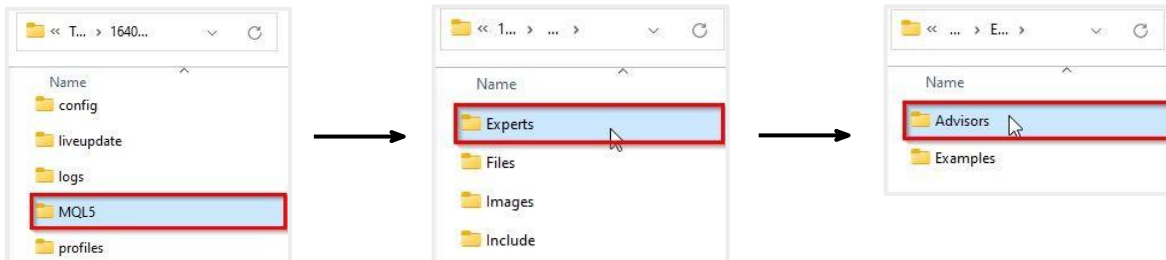 « T... › 1640...
Name
config
liveupdate
logs
MQL5
profiles
« 1... › ... ›
Name
Experts
Files
Images
Include
« ... › E... ›
Name
Advisors
Examples